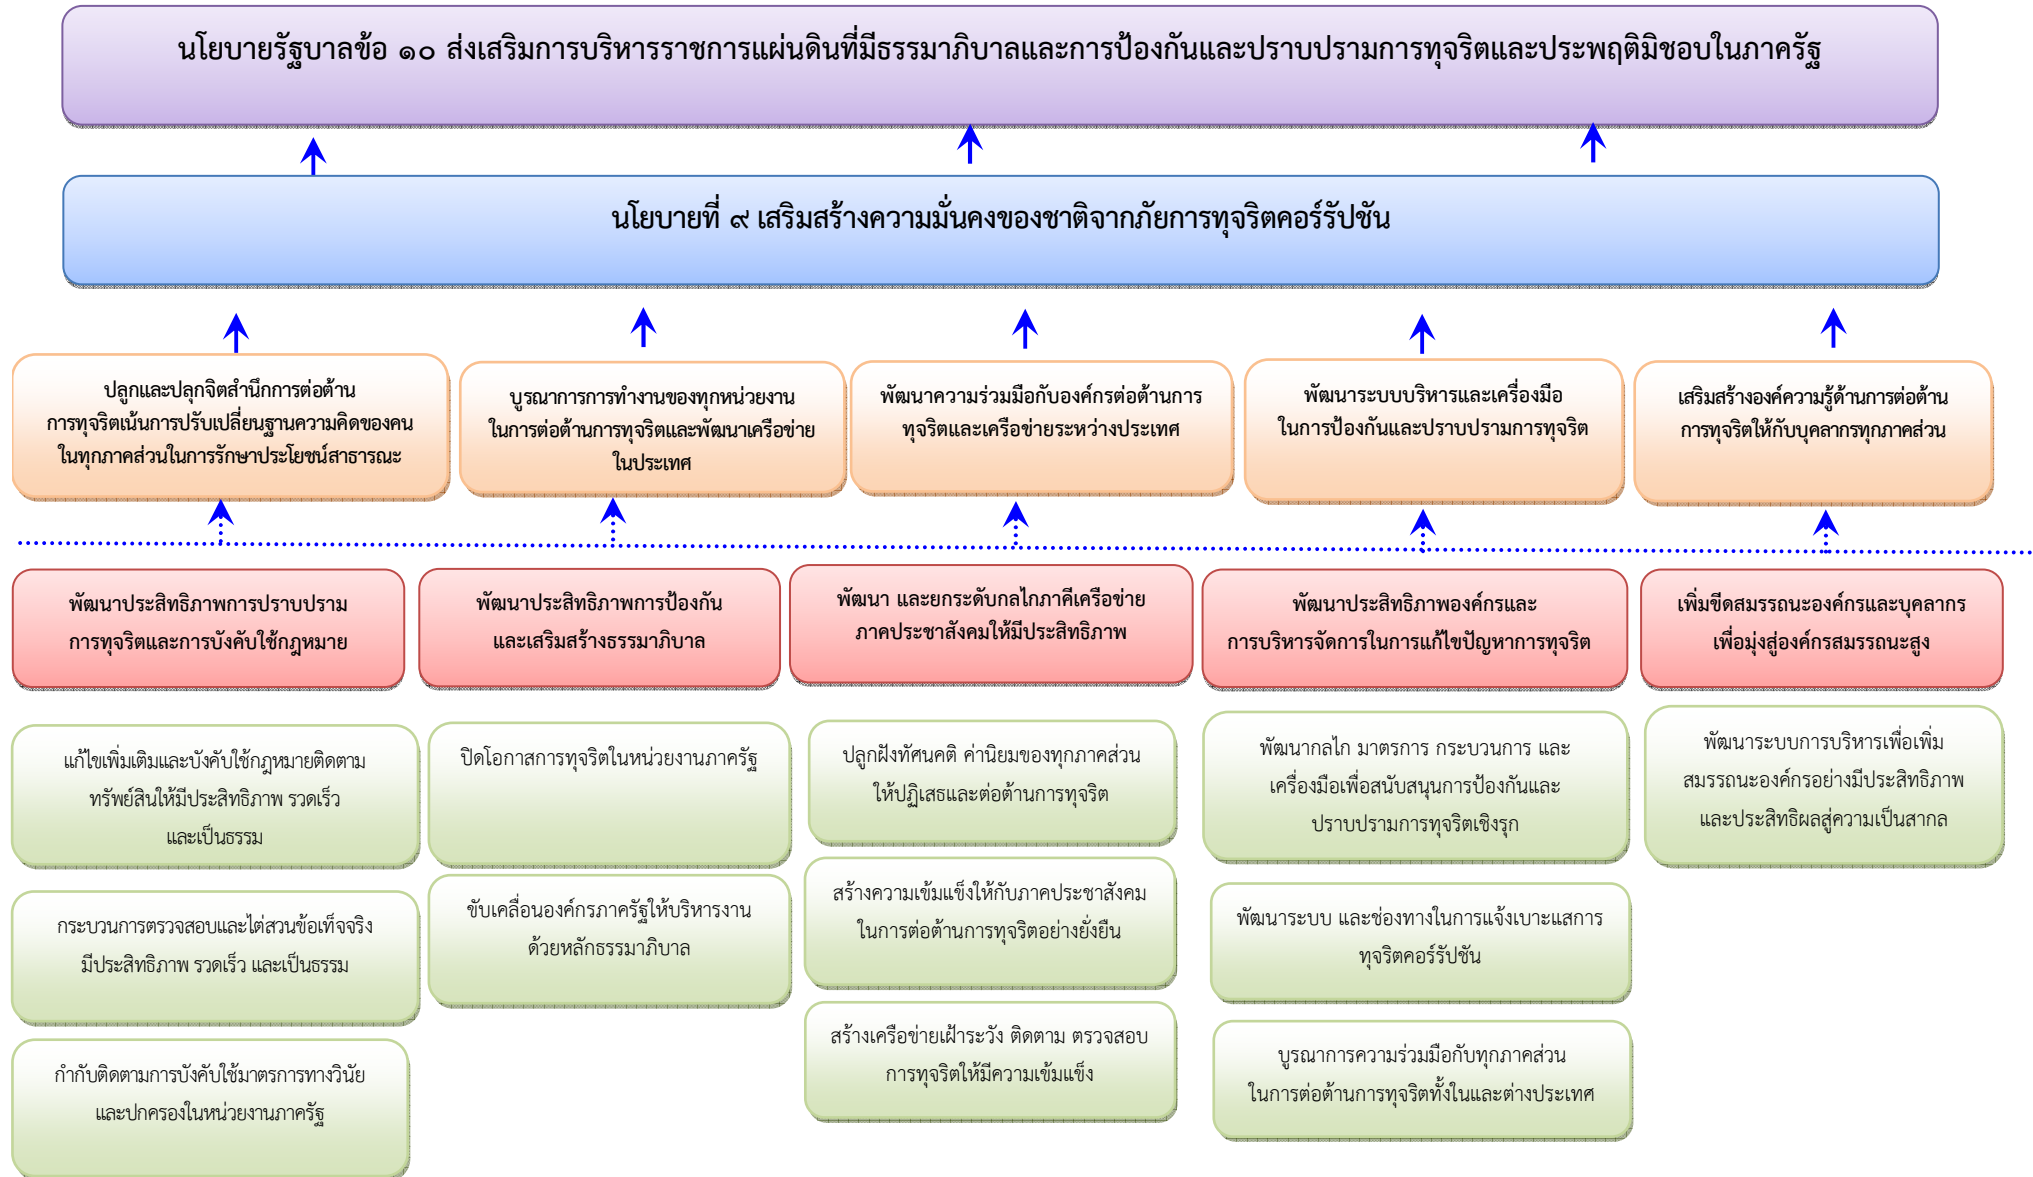 นโยบายรัฐบาลข้อ ๑๐ ส่งเสริมการบริหารราชการแผ่นดินที่มีธรรมาภิบาลและการป้องกันและปราบปรามการทุจริตและประพฤติมิชอบในภาครัฐ
นโยบายที่ ๙ เสริมสร้างความมั่นคงของชาติจากภัยการทุจริตคอร์รัปชัน
ปลูกและปลุกจิตสำนึกการต่อต้าน
การทุจริตเน้นการปรับเปลี่ยนฐานความคิดของคน
ในทุกภาคส่วนในการรักษาประโยชน์สาธารณะ
บูรณาการการทำงานของทุกหน่วยงาน
ในการต่อต้านการทุจริตและพัฒนาเครือข่าย
ในประเทศ
พัฒนาความร่วมมือกับองค์กรต่อต้านการ
ทุจริตและเครือข่ายระหว่างประเทศ
พัฒนาระบบบริหารและเครื่องมือ
ในการป้องกันและปราบปรามการทุจริต
เสริมสร้างองค์ความรู้ด้านการต่อต้าน
การทุจริตให้กับบุคลากรทุกภาคส่วน
พัฒนาประสิทธิภาพการปราบปราม
การทุจริตและการบังคับใช้กฎหมาย
พัฒนาประสิทธิภาพการป้องกัน
และเสริมสร้างธรรมาภิบาล
พัฒนา และยกระดับกลไกภาคีเครือข่าย
ภาคประชาสังคมให้มีประสิทธิภาพ
พัฒนาประสิทธิภาพองค์กรและ
การบริหารจัดการในการแก้ไขปัญหาการทุจริต
เพิ่มขีดสมรรถนะองค์กรและบุคลากร
เพื่อมุ่งสู่องค์กรสมรรถนะสูง
แก้ไขเพิ่มเติมและบังคับใช้กฎหมายติดตาม
ทรัพย์สินให้มีประสิทธิภาพ รวดเร็ว
และเป็นธรรม
กระบวนการตรวจสอบและไต่สวนข้อเท็จจริง
มีประสิทธิภาพ รวดเร็ว และเป็นธรรม
กำกับติดตามการบังคับใช้มาตรการทางวินัย
และปกครองในหน่วยงานภาครัฐ
ปิดโอกาสการทุจริตในหน่วยงานภาครัฐ
ขับเคลื่อนองค์กรภาครัฐให้บริหารงาน
ด้วยหลักธรรมาภิบาล
ปลูกฝังทัศนคติ ค่านิยมของทุกภาคส่วน
ให้ปฏิเสธและต่อต้านการทุจริต
สร้างความเข้มแข็งให้กับภาคประชาสังคม
ในการต่อต้านการทุจริตอย่างยั่งยืน
สร้างเครือข่ายเฝ้าระวัง ติดตาม ตรวจสอบ
การทุจริตให้มีความเข้มแข็ง
พัฒนากลไก มาตรการ กระบวนการ และ
เครื่องมือเพื่อสนับสนุนการป้องกันและ
ปราบปรามการทุจริตเชิงรุก
พัฒนาระบบ และช่องทางในการแจ้งเบาะแสการ
ทุจริตคอร์รัปชัน
บูรณาการความร่วมมือกับทุกภาคส่วน
ในการต่อต้านการทุจริตทั้งในและต่างประเทศ
พัฒนาระบบการบริหารเพื่อเพิ่ม
สมรรถนะองค์กรอย่างมีประสิทธิภาพ
และประสิทธิผลสู่ความเป็นสากล